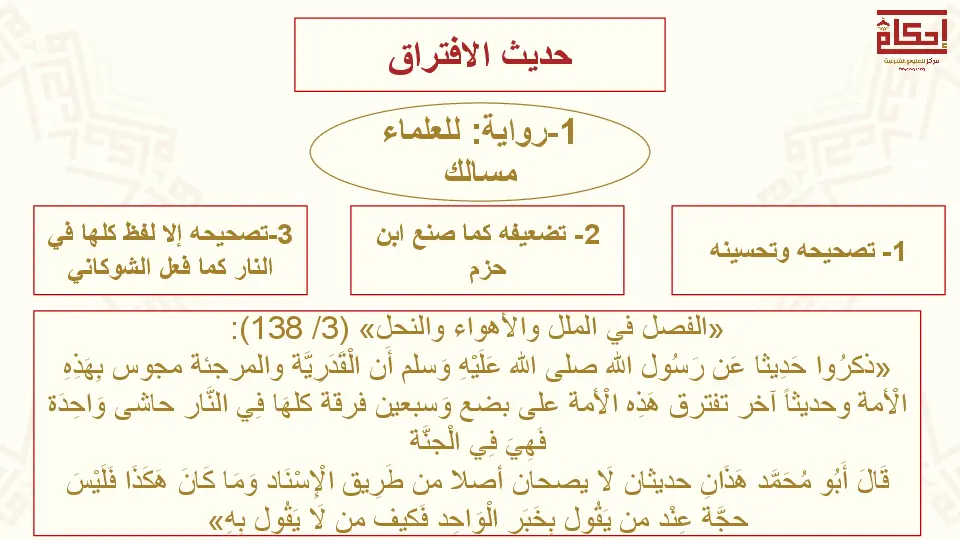 إحكام
مركز للعلوم الشرعية
حديث الافتراق
1-رواية: للعلماء
مسالك
1- تصحيحه وتحسينه
2- تضعيفه كما صنع ابن
حزم
3-تصحيحه إلا لفظ كلها في
النار كما فعل الشوكاني
«الفصل في الملل والأهواء والنحل» (3/ 138):
«ذكرُوا حَدِيثا عَن رَسُول الله صلى الله عَلَيْهِ وَسلم أَن الْقَدَرِيَّة والمرجئة مجوس بِهَذِهِ
الْأمة وحديثاً آخر تفترق هَذِه الْأمة على بضع وَسبعين فرقة كلهَا فِي النَّار حاشى وَاحِدَة
فَهِيَ فِي الْجنَّة
قَالَ أَبُو مُحَمَّد هَذَانِ حديثان لَا يصحان أصلا من طَرِيق الْإِسْنَاد وَمَا كَانَ هَكَذَا فَلَيْسَ
حجَّة عِنْد من يَقُول بِخَبَر الْوَاحِد فَكيف من لَا يَقُول بِهِ»